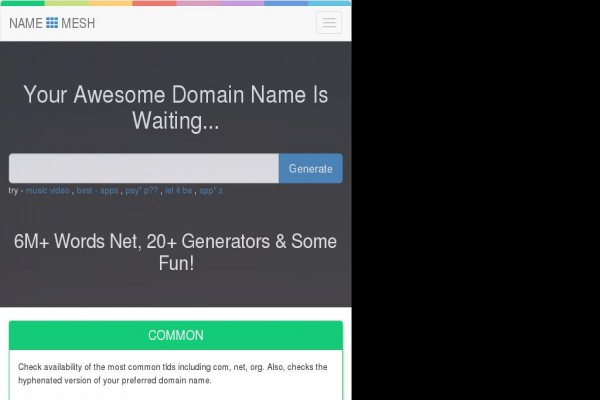 NAME MESH
Your Awesome Domain Name Is
Waiting...
Generate
try - music video , best - apps , pay* p?? , let it be , app* z
6M+ Words Net, 20+ Generators & Some
Fun!
COMMON
Check availability of the most common tlds including com, net, org. Also, checks the
hyphenated version of your preferred domain name.